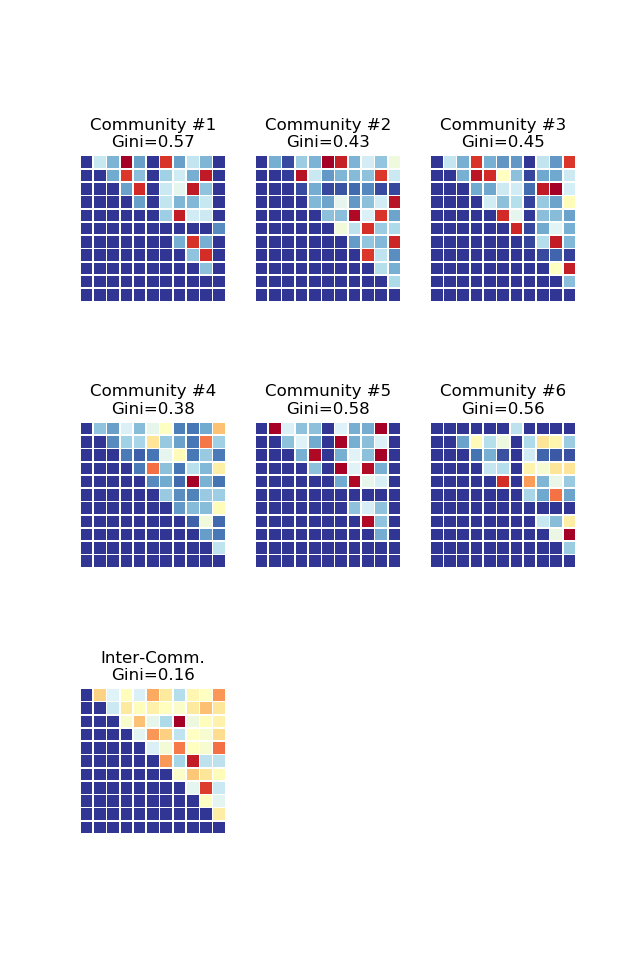 Community #1
Gini=0.57
Community #2
Gini=0.43
Community #3
Gini=0.45
Community #4
Gini=0.38
Community #5
Gini=0.58
Community #6
Gini=0.56
Inter-Comm.
Gini=0.16